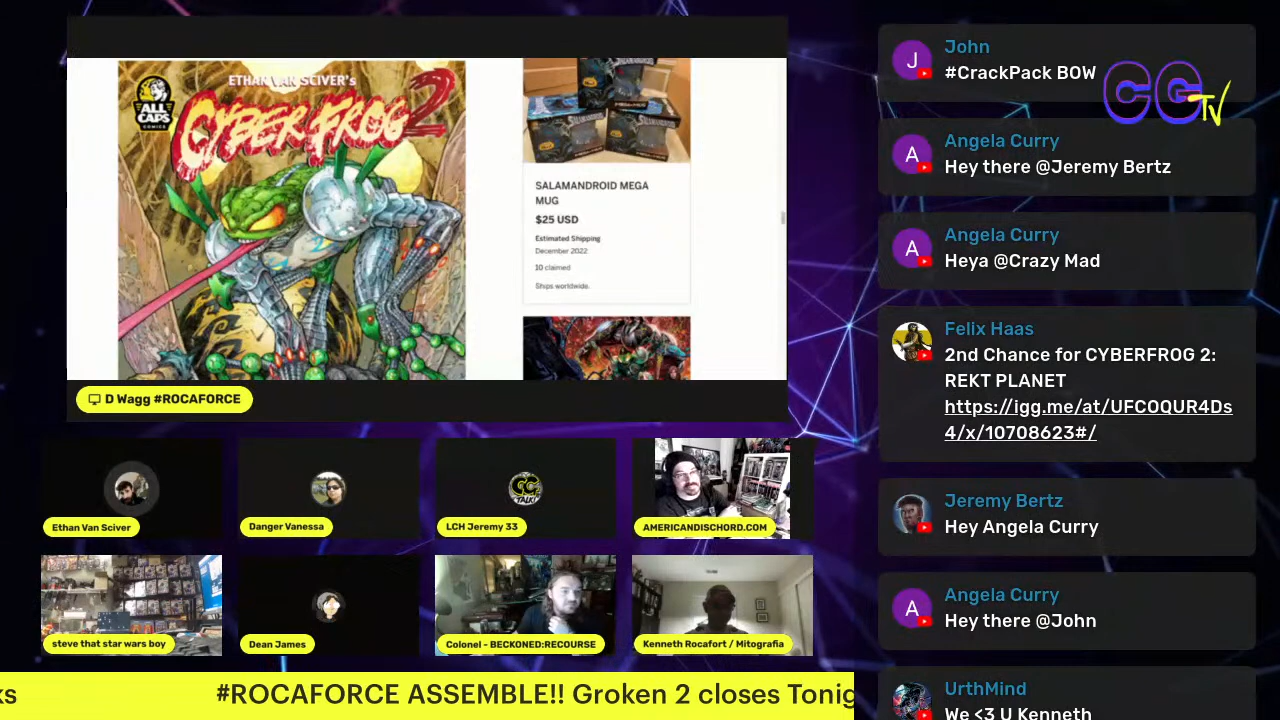 ETHAN VAN SCIVER's
CYBERFROG 2
ALL
CAPS
COMICS
SALAMANDROID MEGA
MUG
$25 USD
Estimated Shipping
December 2022
10 claimed
Ships worldwide.
D Wagg #ROCAFORCE
Ethan Van Sciver
Danger Vanessa
LCH Jeremy 33
AMERICANDISCHORD.COM
steve that star wars boy
Dean James
Colonel - BECKONED:RECOURSE
Kenneth Rocafort / Mitografia
ks #ROCAFORCE ASSEMBLE!! Groken 2 closes Tonig
CG TV
J
John
#CrackPack BOW
A
Angela Curry
Hey there @Jeremy Bertz
A
Angela Curry
Heya @Crazy Mad
Felix Haas
2nd Chance for CYBERFROG 2:
REKT PLANET
https://igg.me/at/UFCOQUR4Ds
4/x/10708623#/
Jeremy Bertz
Hey Angela Curry
A
Angela Curry
Hey there @John
UrthMind
We <3 U Kenneth